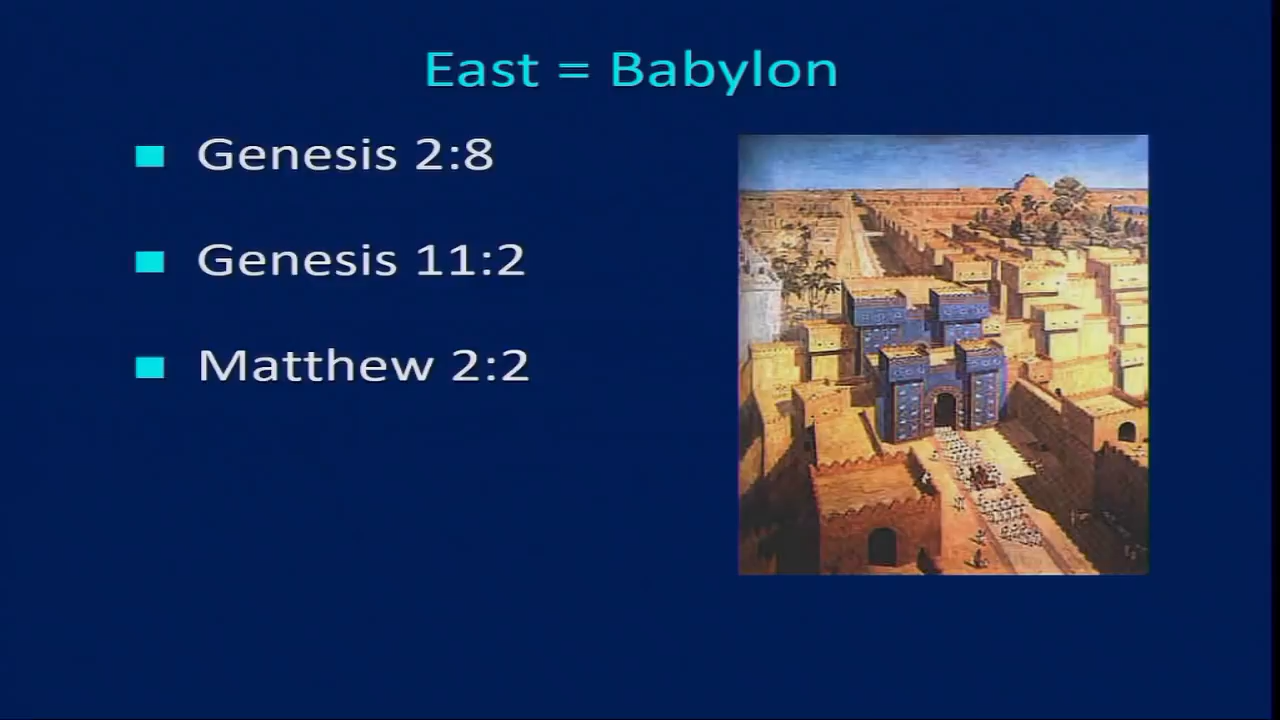 East = Babylon
Genesis 2:8
Genesis 11:2
Matthew 2:2